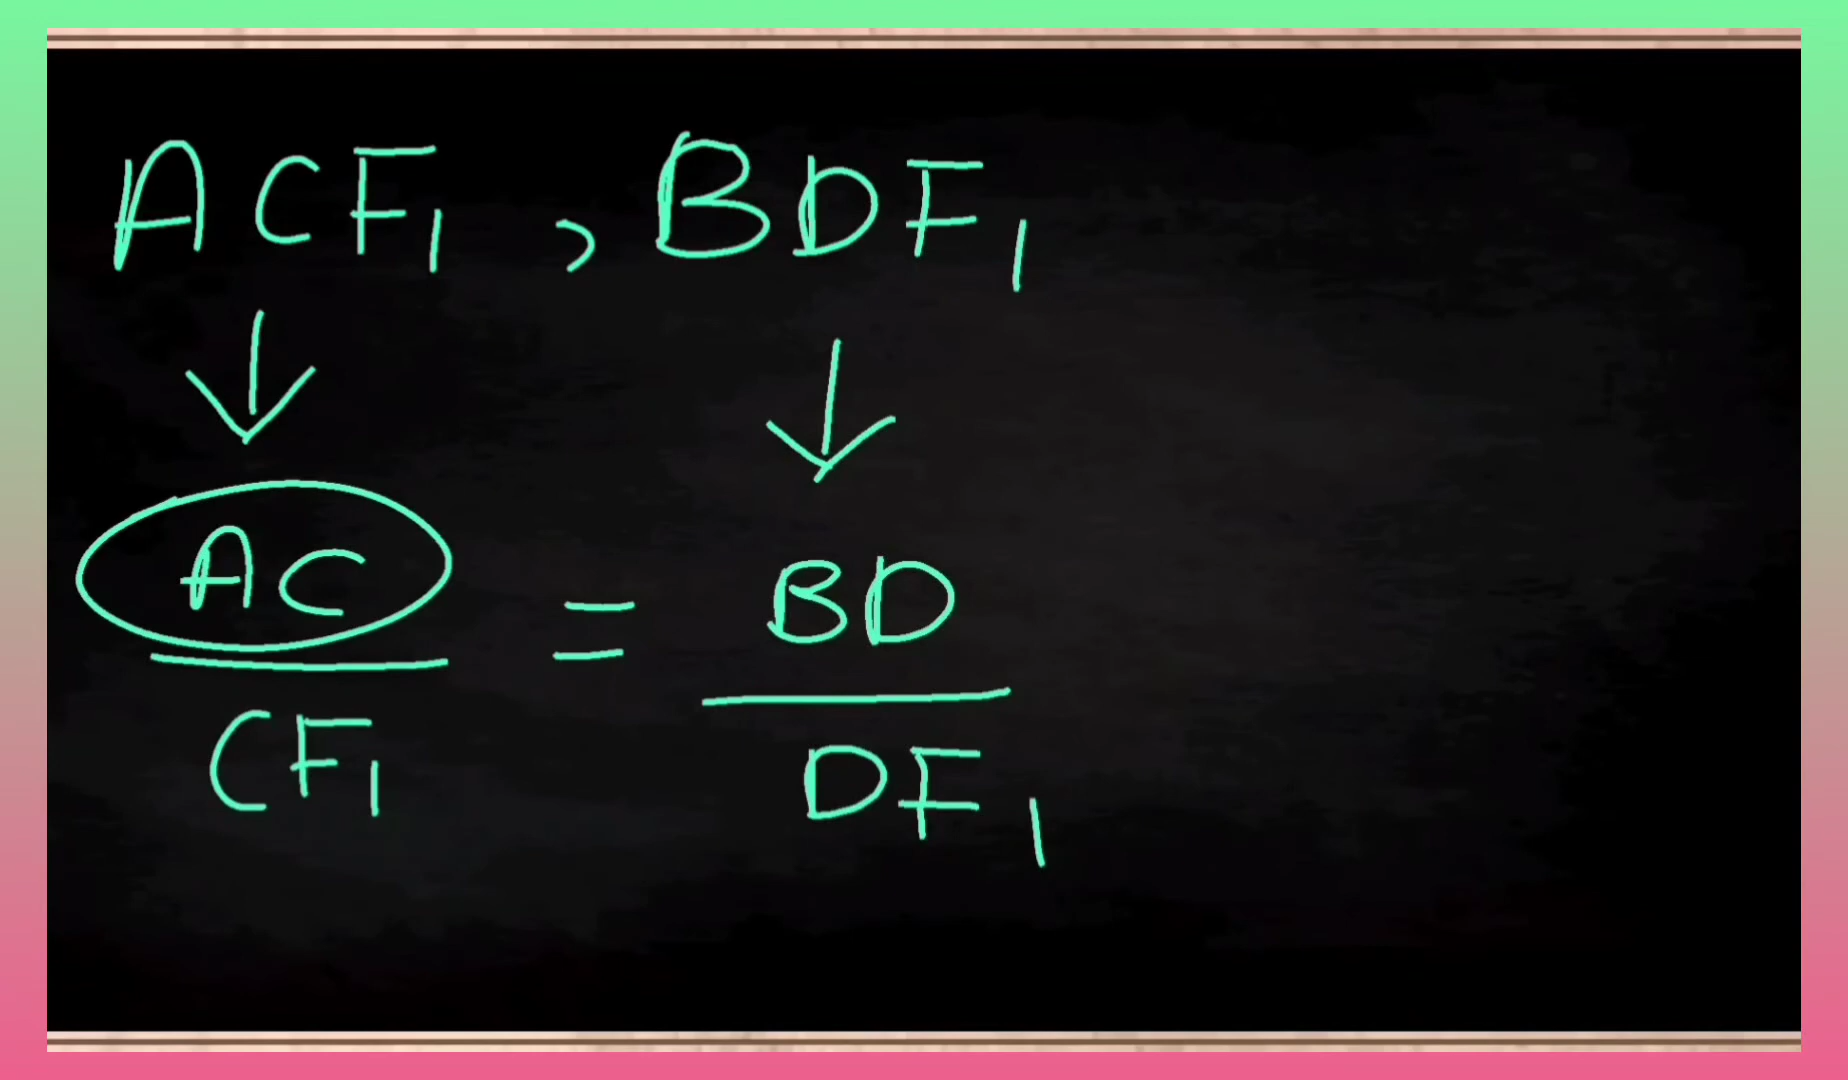 ACF₁ , BDF₁
AC = BD
CF₁ DF₁